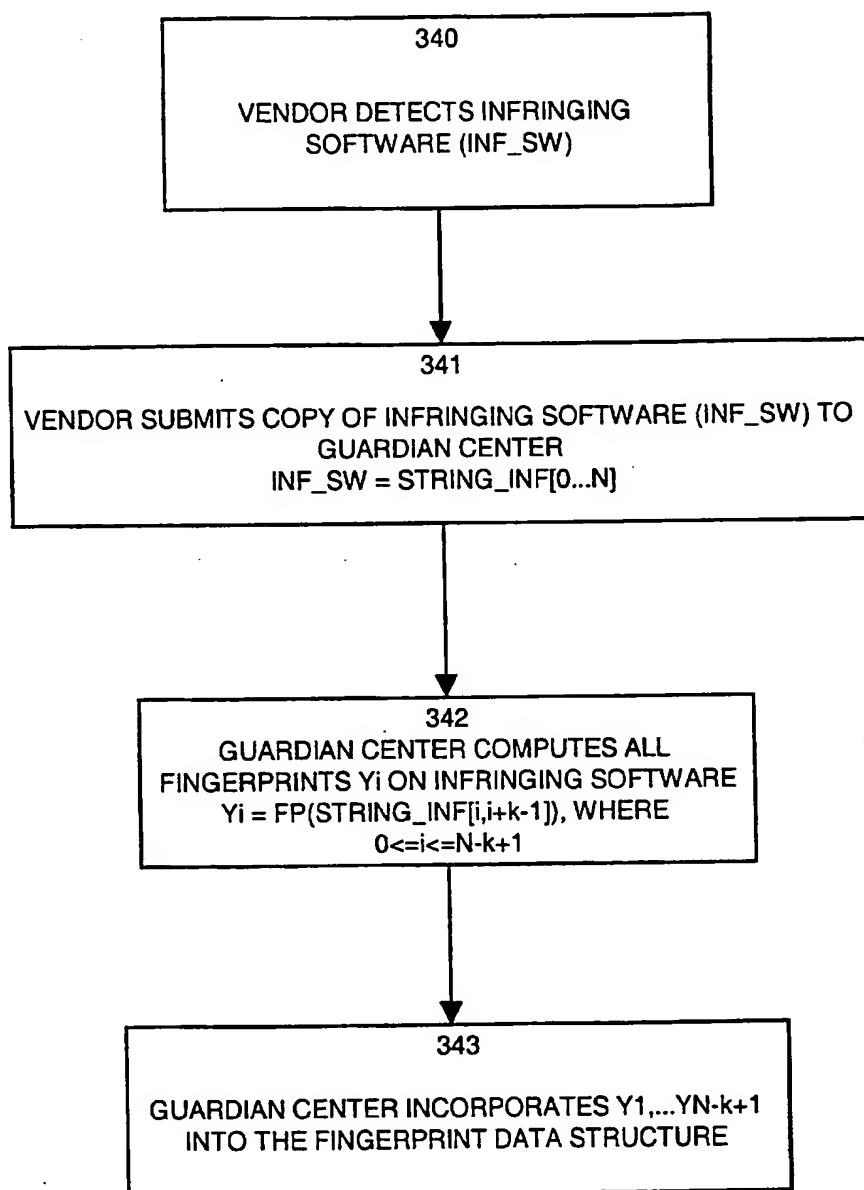 340
VENDOR DETECTS INFRINGING
SOFTWARE (INF_SW)
341
VENDOR SUBMITS COPY OF INFRINGING SOFTWARE (INF_SW) TO
GUARDIAN CENTER
INF_SW = STRING_INF[0...N]
342
GUARDIAN CENTER COMPUTES ALL
FINGERPRINTS Yi ON INFRINGING SOFTWARE
Yi = FP(STRING_INF[i,i+k-1]), WHERE
0<=i<=N-k+1
343
GUARDIAN CENTER INCORPORATES Y1,...YN-k+1
INTO THE FINGERPRINT DATA STRUCTURE